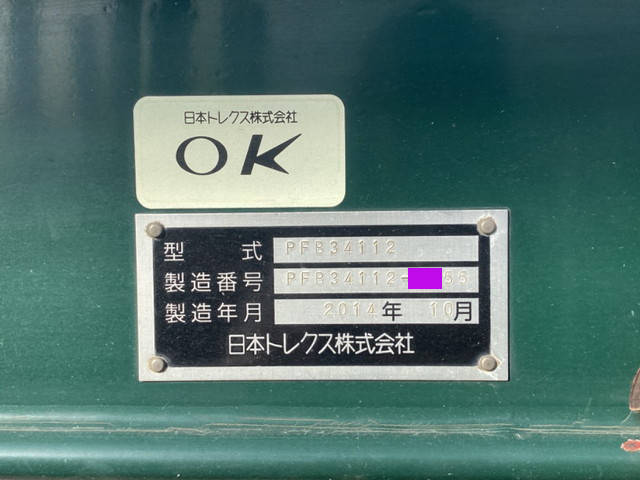 日本トレクス株式会社
OK
型式 PFB34112
製造番号 PFB34112-
製造年月 2014年 10月
日本トレクス株式会社